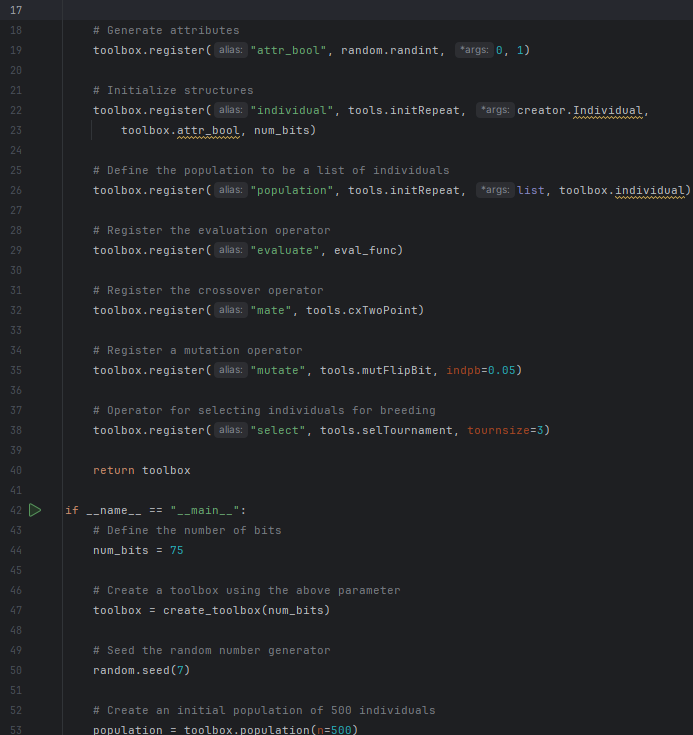 17
18 # Generate attributes
19 toolbox.register( alias: "attr_bool", random.randint, *args: 0, 1)
20
21 # Initialize structures
22 toolbox.register( alias: "individual", tools.initRepeat, *args: creator.Individual,
23 toolbox.attr_bool, num_bits)
24
25 # Define the population to be a list of individuals
26 toolbox.register( alias: "population", tools.initRepeat, *args: list, toolbox.individual)
27
28 # Register the evaluation operator
29 toolbox.register( alias: "evaluate", eval_func)
30
31 # Register the crossover operator
32 toolbox.register( alias: "mate", tools.cxTwoPoint)
33
34 # Register a mutation operator
35 toolbox.register( alias: "mutate", tools.mutFlipBit, indpb=0.05)
36
37 # Operator for selecting individuals for breeding
38 toolbox.register( alias: "select", tools.selTournament, tournsize=3)
39
40 return toolbox
41
42 if __name__ == "__main__":
43 # Define the number of bits
44 num_bits = 75
45
46 # Create a toolbox using the above parameter
47 toolbox = create_toolbox(num_bits)
48
49 # Seed the random number generator
50 random.seed(7)
51
52 # Create an initial population of 500 individuals
53 population = toolbox.population(n=500)